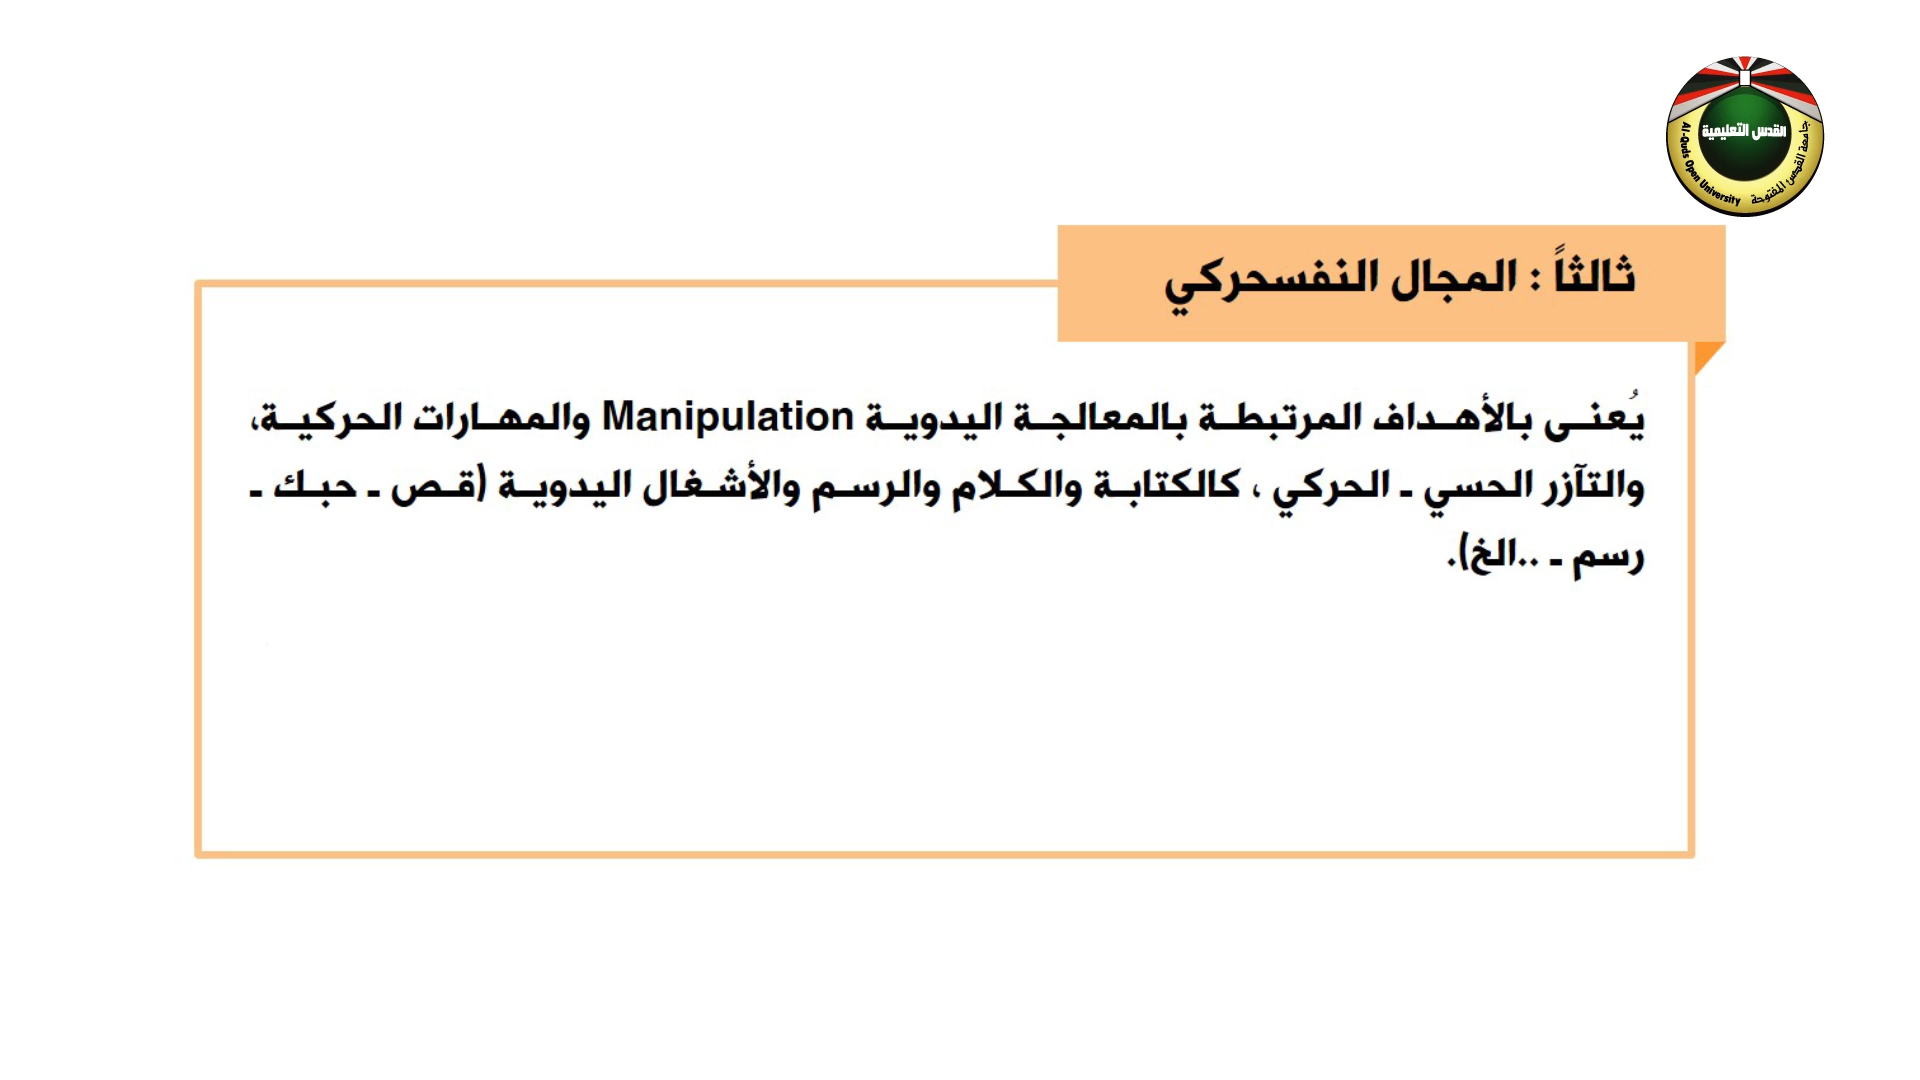 القدس التعليمية
جامعة القدس المفتوحة
Al-Quds Open University
ثالثاً : المجال النفسحركي
يُعنى بالأهداف المرتبطة بالمعالجة اليدوية Manipulation والمهارات الحركية،
والتآزر الحسي - الحركي ، كالكتابة والكلام والرسم والأشغال اليدوية (قص - حبك -
رسم - ..الخ).